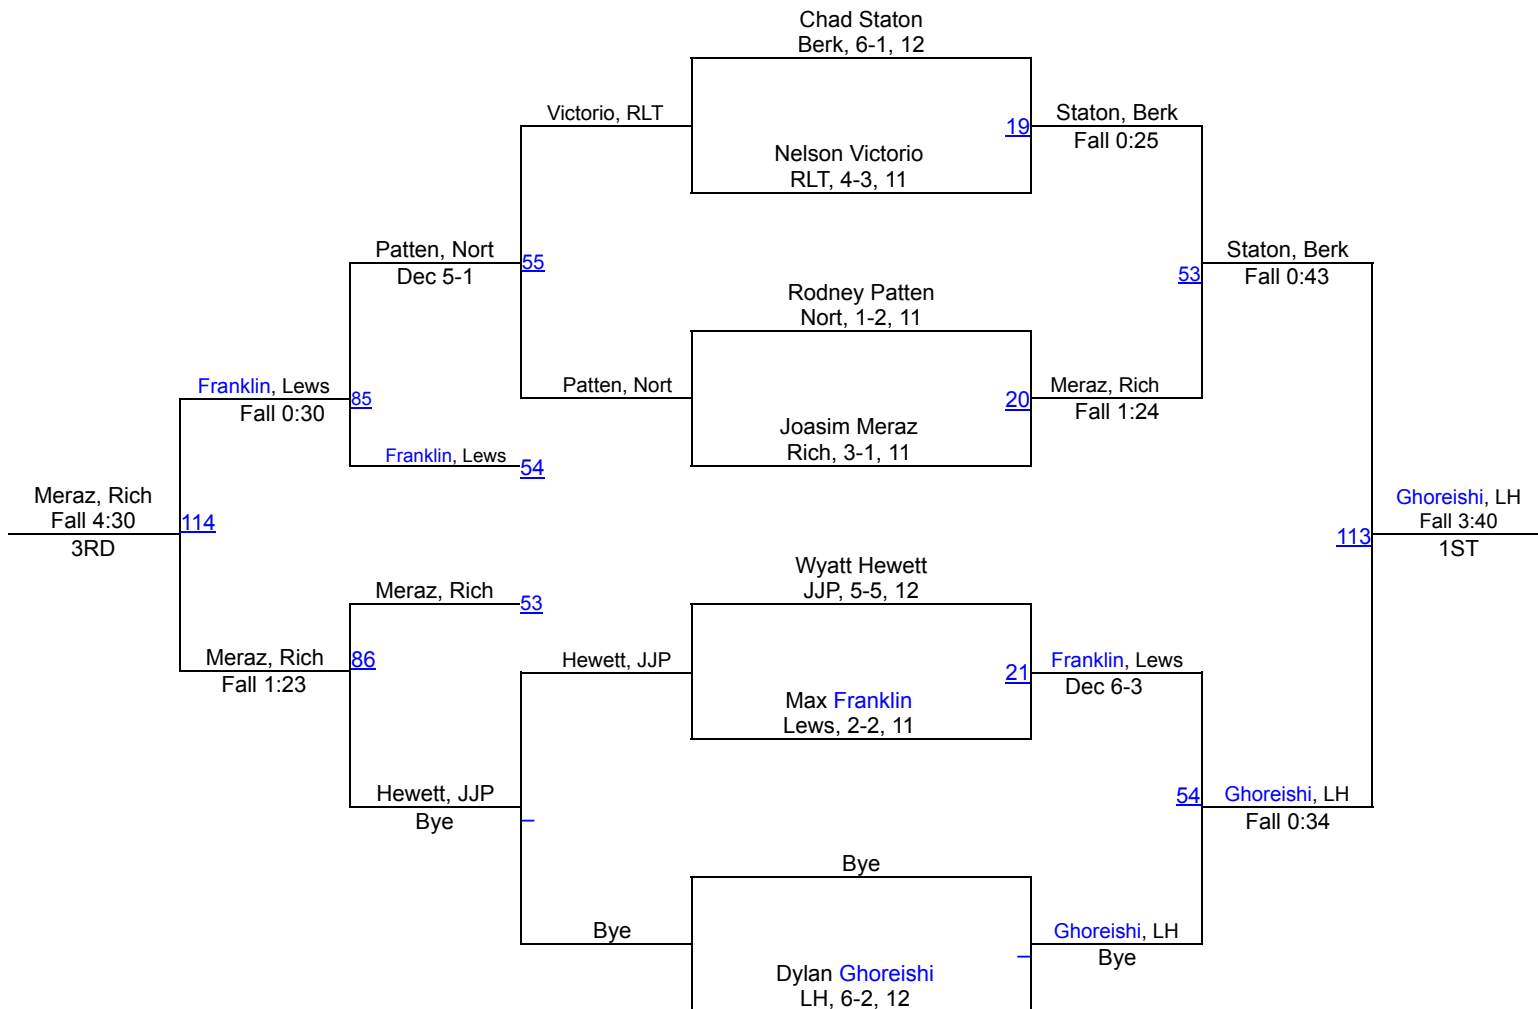 Chad Staton
Berk, 6-1, 12
Victorio, RLT
19
Staton, Berk
Fall 0:25
Nelson Victorio
RLT, 4-3, 11
Patten, Nort
Dec 5-1
55
Staton, Berk
Fall 0:43
53
Rodney Patten
Nort, 1-2, 11
Franklin, Lews
Fall 0:30
85
Patten, Nort
20
Meraz, Rich
Fall 1:24
Joasim Meraz
Rich, 3-1, 11
Franklin, Lews
54
Meraz, Rich
Fall 4:30
3RD
114
113
Ghoreishi, LH
Fall 3:40
1ST
Wyatt Hewett
JJP, 5-5, 12
Meraz, Rich
53
Meraz, Rich
Fall 1:23
86
Hewett, JJP
21
Franklin, Lews
Dec 6-3
Max Franklin
Lews, 2-2, 11
Hewett, JJP
Bye
54
Ghoreishi, LH
Fall 0:34
Bye
Bye
Ghoreishi, LH
Bye
Dylan Ghoreishi
LH, 6-2, 12